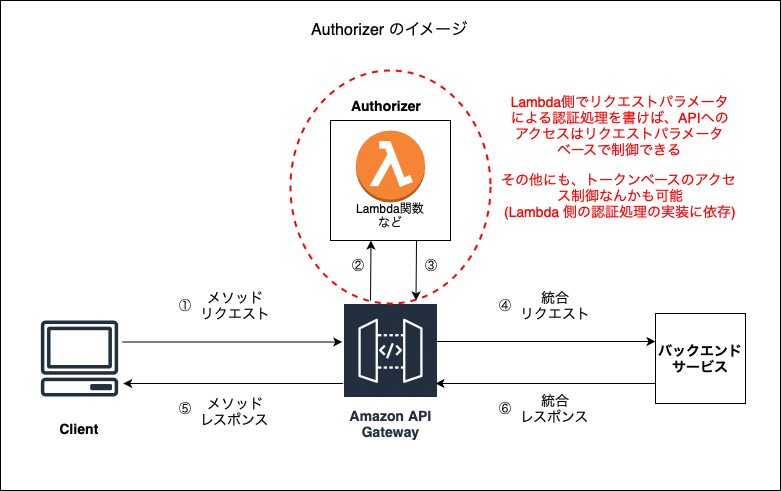 Authorizer のイメージ
Authorizer
Lambda関数
など
Lambda側でリクエストパラメータ
による認証処理を書けば、APIへの
アクセスはリクエストパラメータ
ベースで制御できる
その他にも、トークンベースのアクセ
ス制御なんかも可能
(Lambda 側の認証処理の実装に依存)
②
③
① メソッド
リクエスト
④ 統合
リクエスト
</>
バックエンド
サービス
⑤ メソッド
レスポンス
⑥ 統合
レスポンス
Client
Amazon API
Gateway